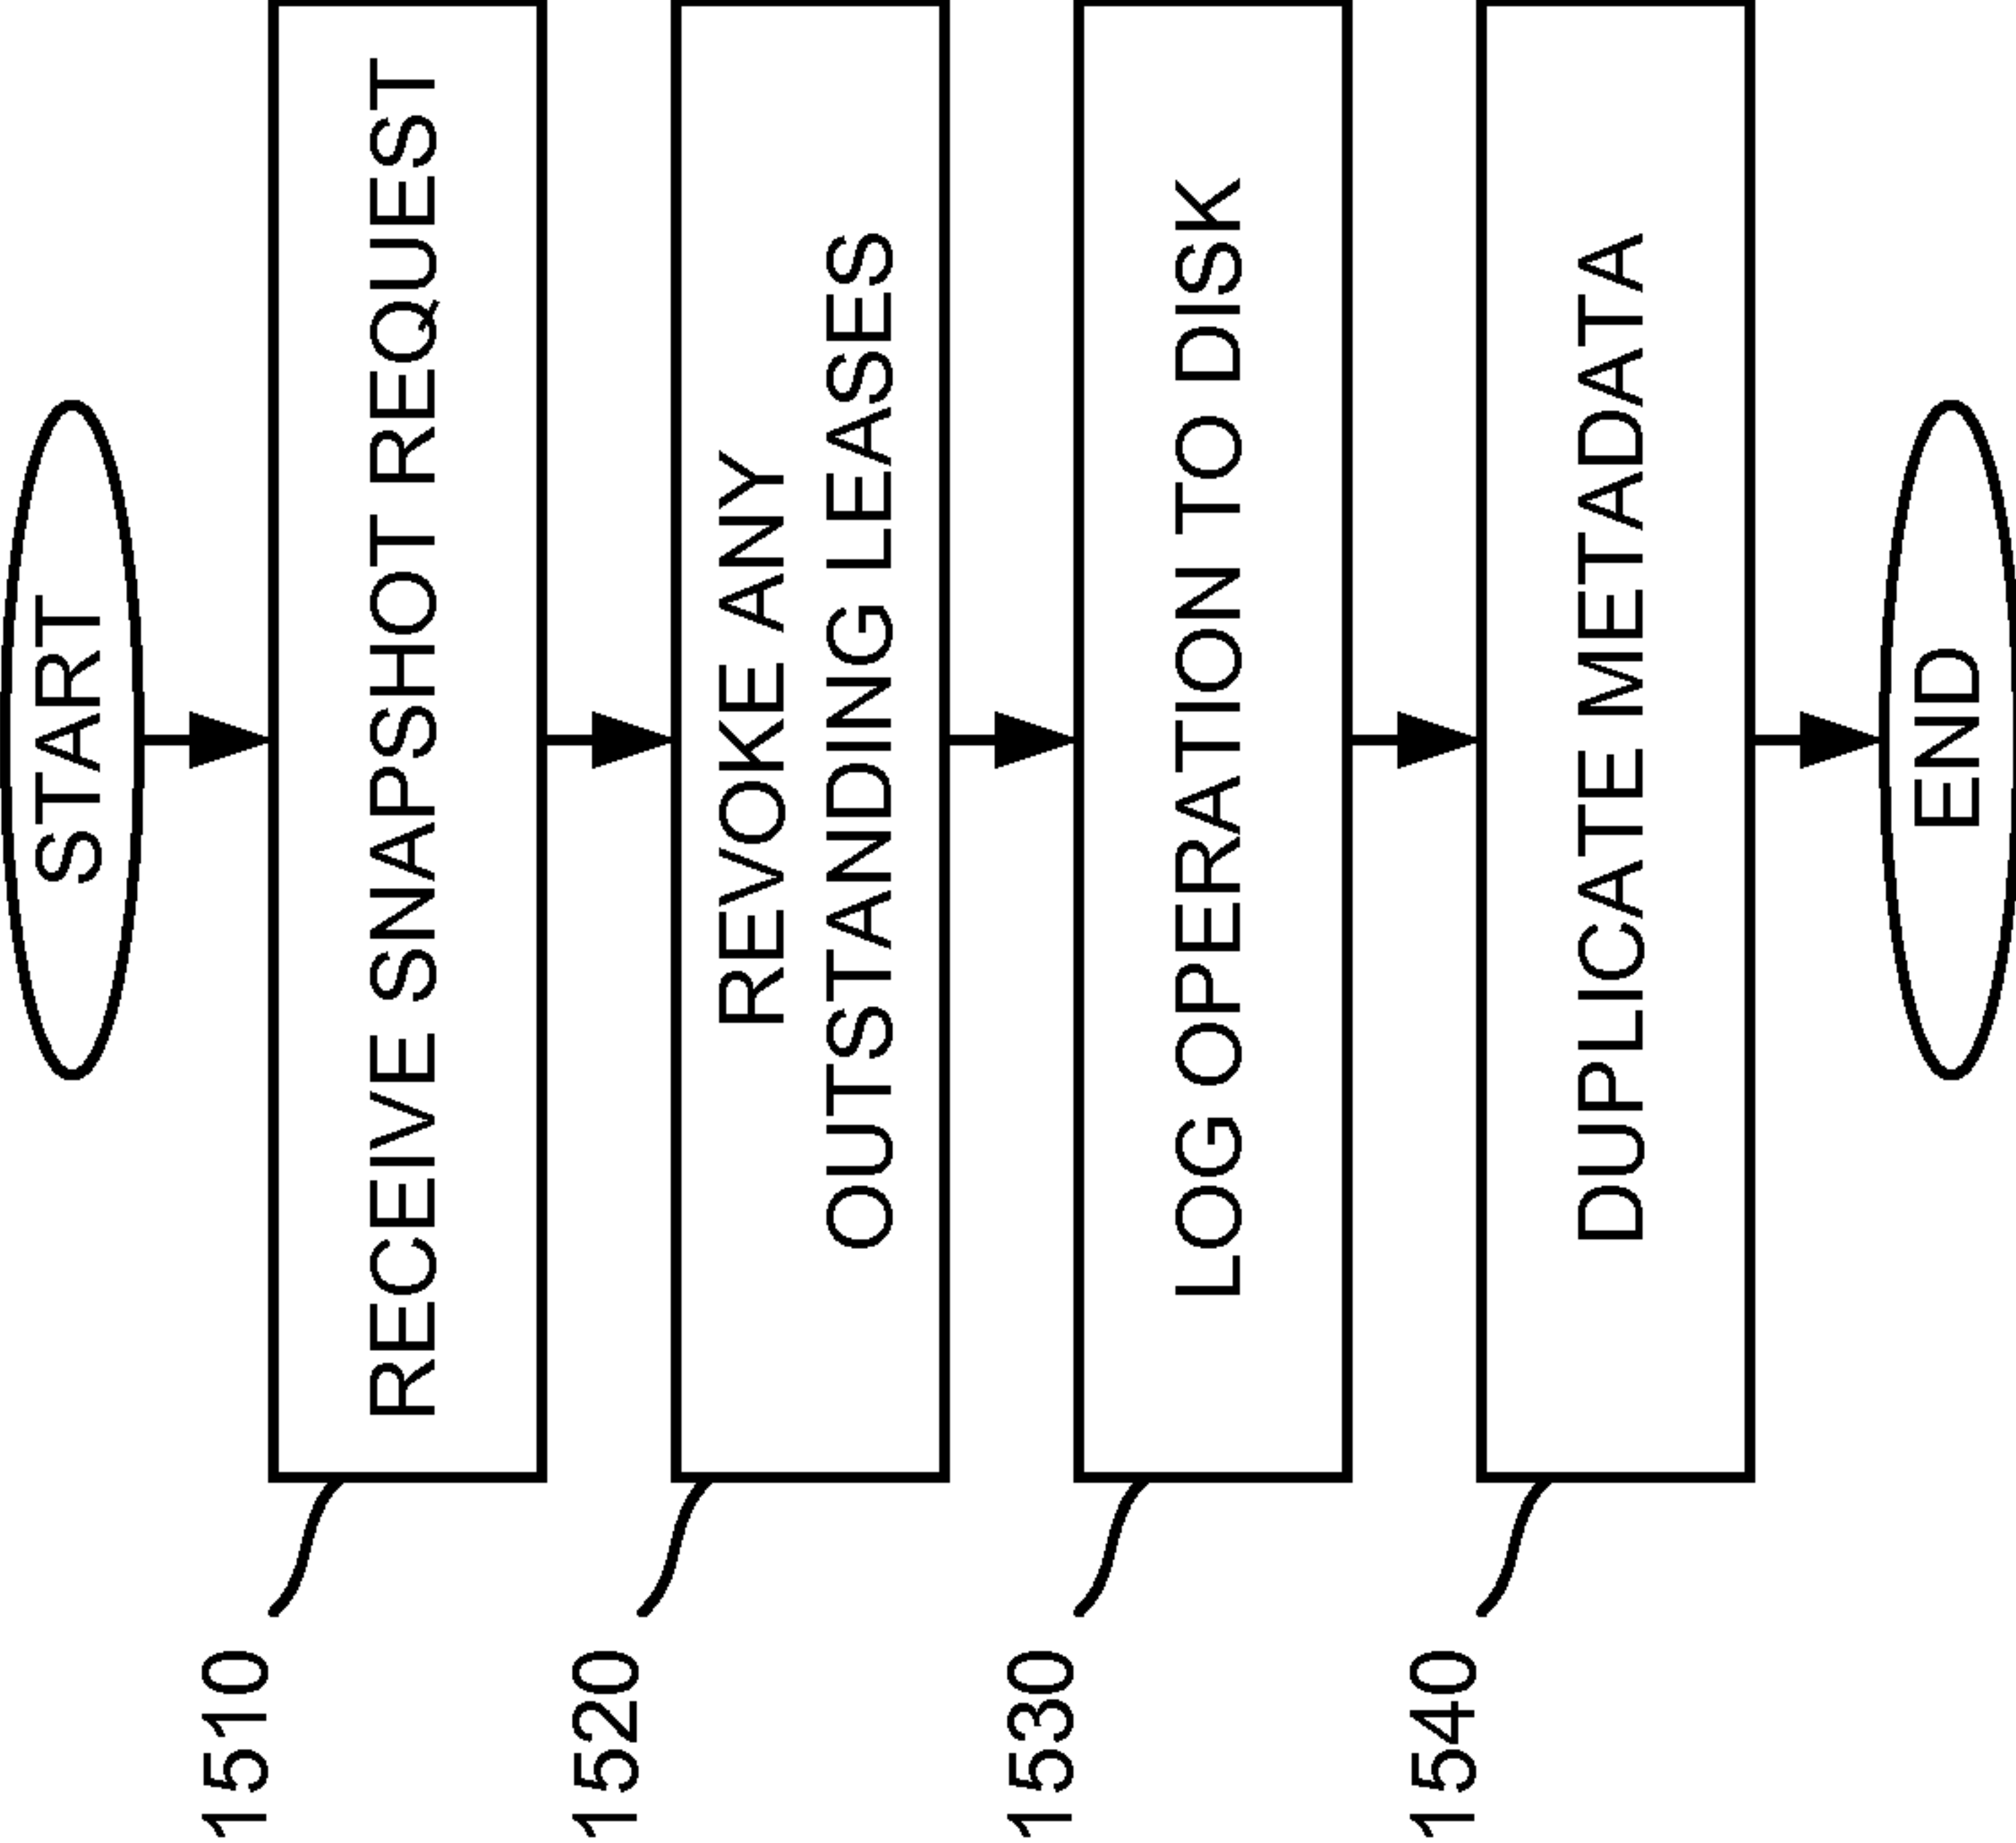 START
1510
RECEIVE SNAPSHOT REQUEST
1520
REVOKE ANY
OUTSTANDING LEASES
1530
LOG OPERATION TO DISK
1540
DUPLICATE METADATA
END